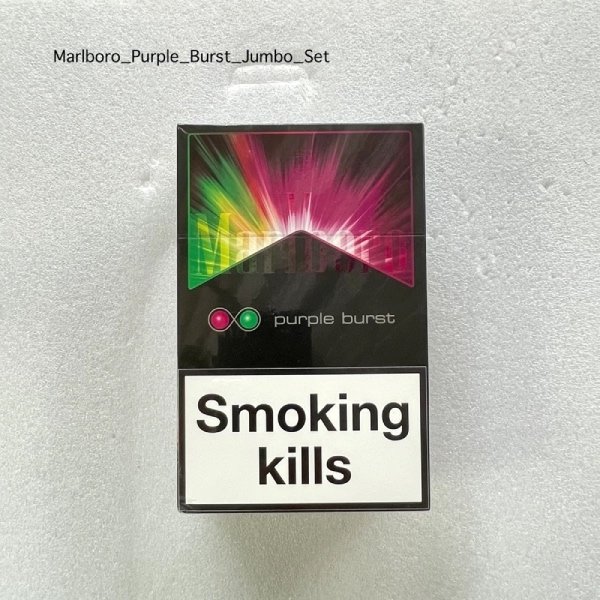 Marlboro_Purple_Burst_Jumbo_Set
Marlboro
purple burst
Smoking
kills